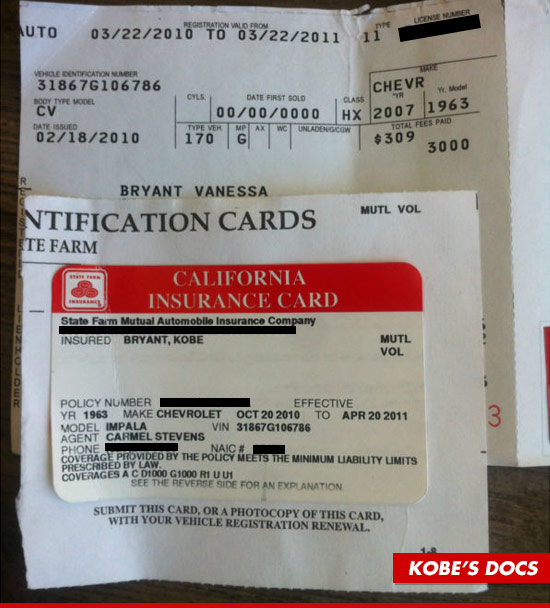 REGISTRATION VALID FROM TYPE LICENSE NUMBER
AUTO 03/22/2010 TO 03/22/2011 11
VEHICLE IDENTIFICATION NUMBER MAKE
31867G106786 CHEVR
BODY TYPE MODEL CYLS. DATE FIRST SOLD CLASS YR Yr. Model
CV 00/00/0000 HX 2007 1963
DATE ISSUED TYPE VEH. MP AX WC UNLADEN/G/CGW TOTAL FEES PAID
02/18/2010 170 G $309
3000
BRYANT VANESSA
NTIFICATION CARDS MUTL VOL
TE FARM
STATE FARM
INSURANCE
CALIFORNIA
INSURANCE CARD
State Farm Mutual Automobile Insurance Company
INSURED BRYANT, KOBE MUTL
VOL
POLICY NUMBER EFFECTIVE
YR 1963 MAKE CHEVROLET OCT 20 2010 TO APR 20 2011
MODEL IMPALA VIN 31867G106786
AGENT CARMEL STEVENS
PHONE NAIC #
COVERAGE PROVIDED BY THE POLICY MEETS THE MINIMUM LIABILITY LIMITS
PRESCRIBED BY LAW.
COVERAGES A C D1000 G1000 R1 U U1
SEE THE REVERSE SIDE FOR AN EXPLANATION.
3
SUBMIT THIS CARD, OR A PHOTOCOPY OF THIS CARD,
WITH YOUR VEHICLE REGISTRATION RENEWAL.
KOBE'S DOCS